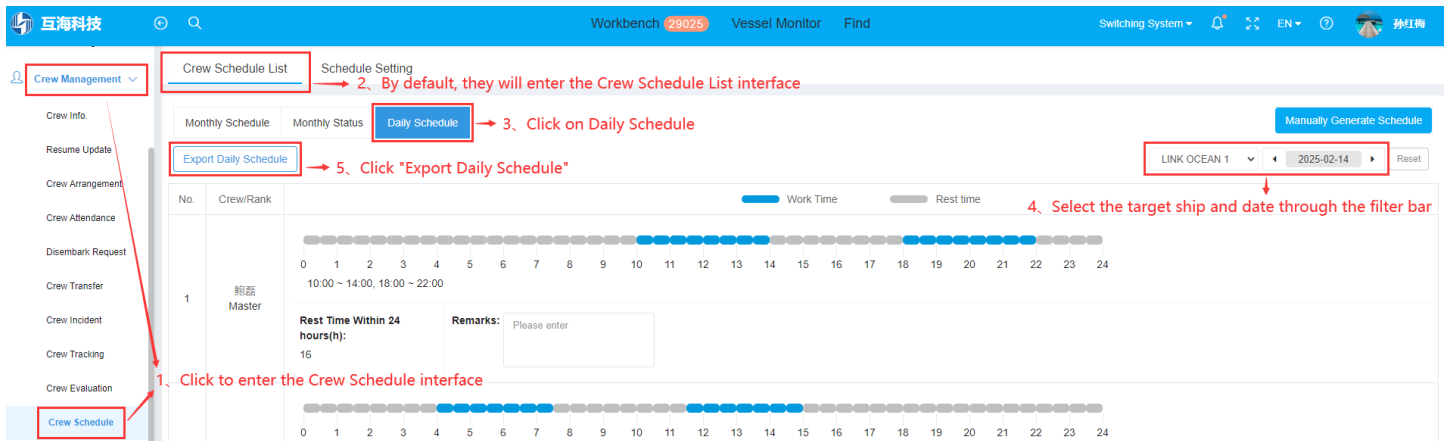 互海科技
Workbench 29025 Vessel Monitor Find
Switching System EN 孙红梅
Crew Management
Crew Info.
Resume Update
Crew Arrangement
Crew Attendance
Disembark Request
Crew Transfer
Crew Incident
Crew Tracking
Crew Evaluation
Crew Schedule
1、Click to enter the Crew Schedule interface
Crew Schedule List Schedule Setting
2、By default, they will enter the Crew Schedule List interface
Monthly Schedule Monthly Status Daily Schedule
3、Click on Daily Schedule
Manually Generate Schedule
Export Daily Schedule
5、Click "Export Daily Schedule"
LINK OCEAN 1 2025-02-14 Reset
4、Select the target ship and date through the filter bar
No. Crew/Rank Work Time Rest time
0 1 2 3 4 5 6 7 8 9 10 11 12 13 14 15 16 17 18 19 20 21 22 23 24
10:00 ~ 14:00, 18:00 ~ 22:00
1
鲍磊
Master
Rest Time Within 24
hours(h):
16
Remarks: Please enter
0 1 2 3 4 5 6 7 8 9 10 11 12 13 14 15 16 17 18 19 20 21 22 23 24